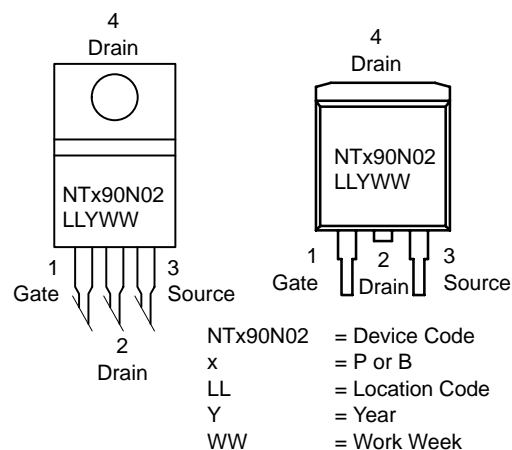 4
Drain
NTx90N02
LLYWW
1
Gate
3
Source
2
Drain
4
Drain
NTx90N02
LLYWW
1
Gate
2
Drain
3
Source
NTx90N02 = Device Code
x = P or B
LL = Location Code
Y = Year
WW = Work Week